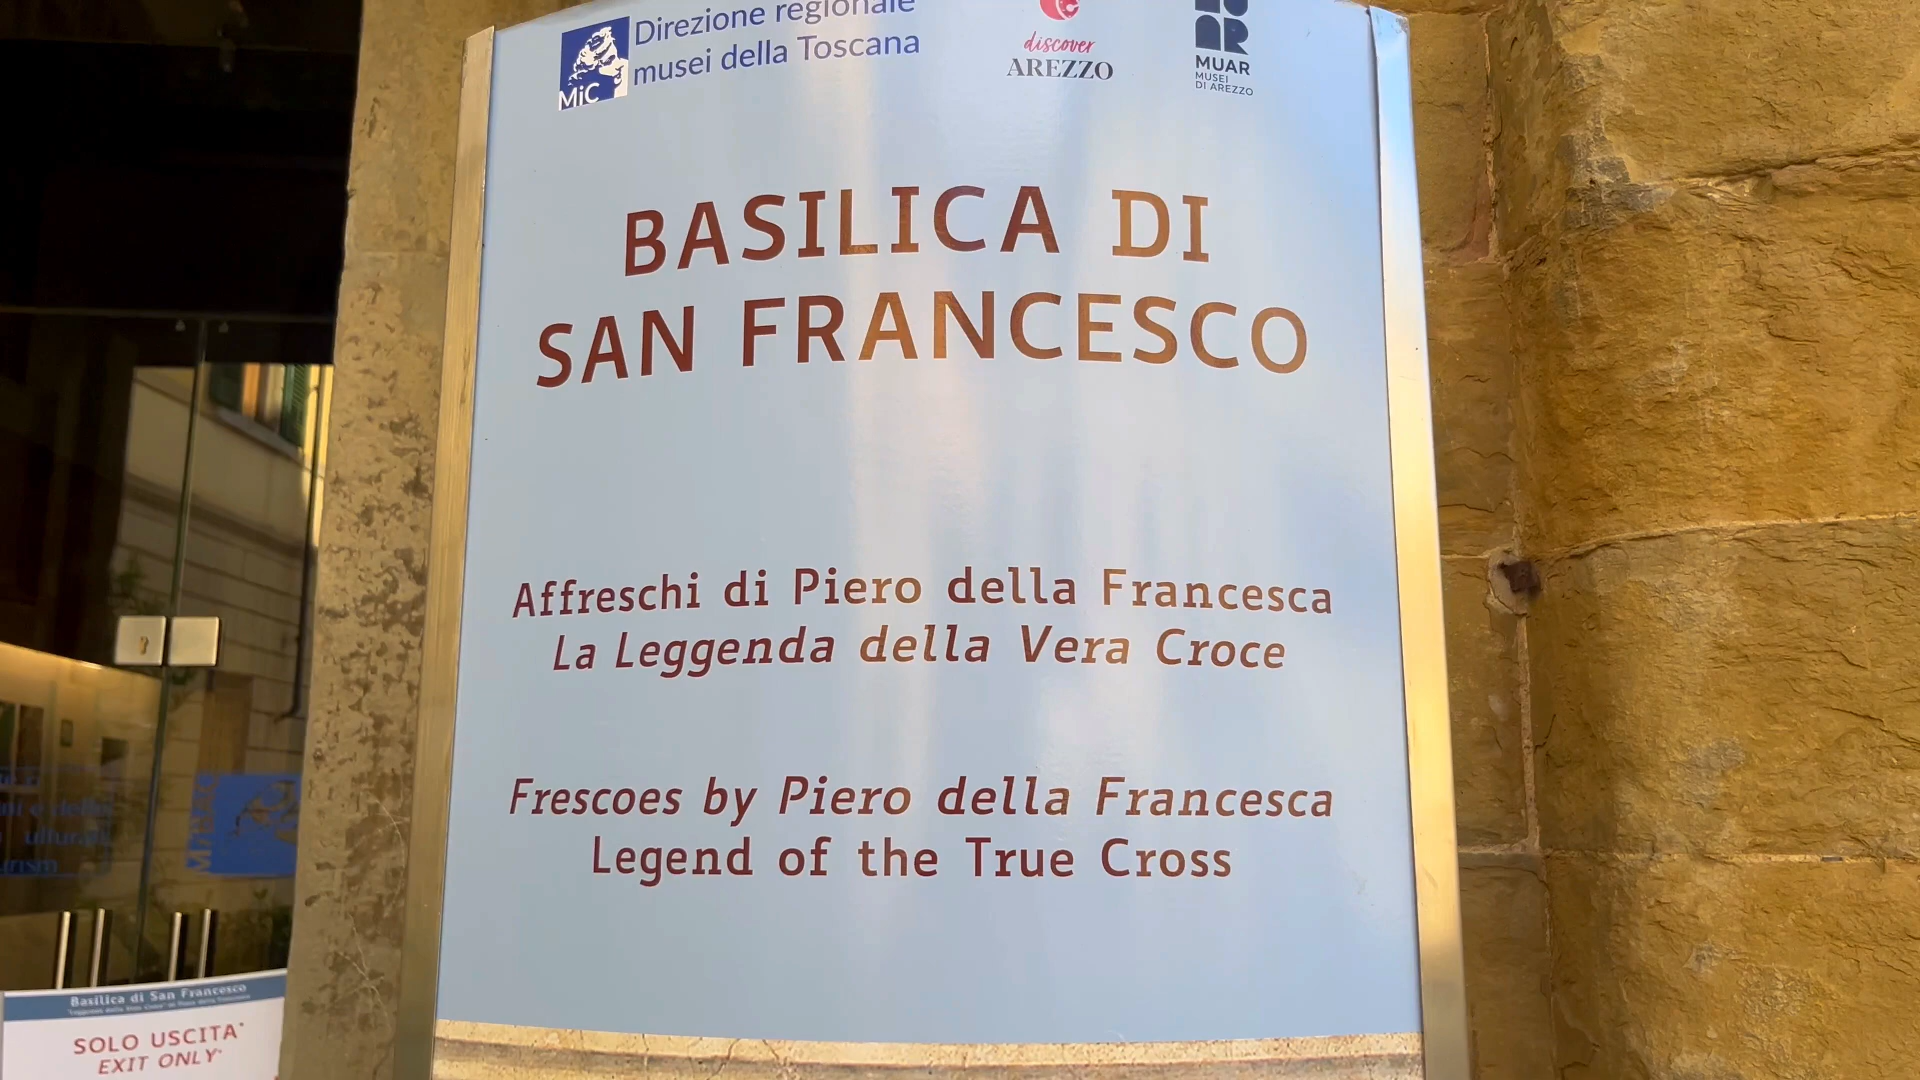 Direzione regionale
musei della Toscana
MiC
discover
AREZZO
MUAR
MUSEI
DI AREZZO
BASILICA DI
SAN FRANCESCO
Affreschi di Piero della Francesca
La Leggenda della Vera Croce
Frescoes by Piero della Francesca
Legend of the True Cross
Basilica di San Francesco
SOLO USCITA*
EXIT ONLY*